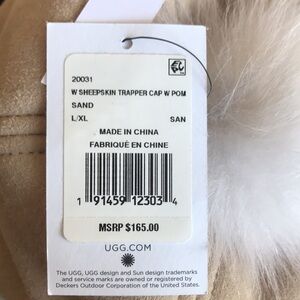 20031
W SHEEPSKIN TRAPPER CAP W POM
SAND
L/XL SAN
MADE IN CHINA
FABRIQUÉ EN CHINE
1 91459 12303 4
MSRP $165.00
UGG.COM
The UGG, UGG design and Sun design trademarks
and service marks are owned or registered by
Deckers Outdoor Corporation of the United States.